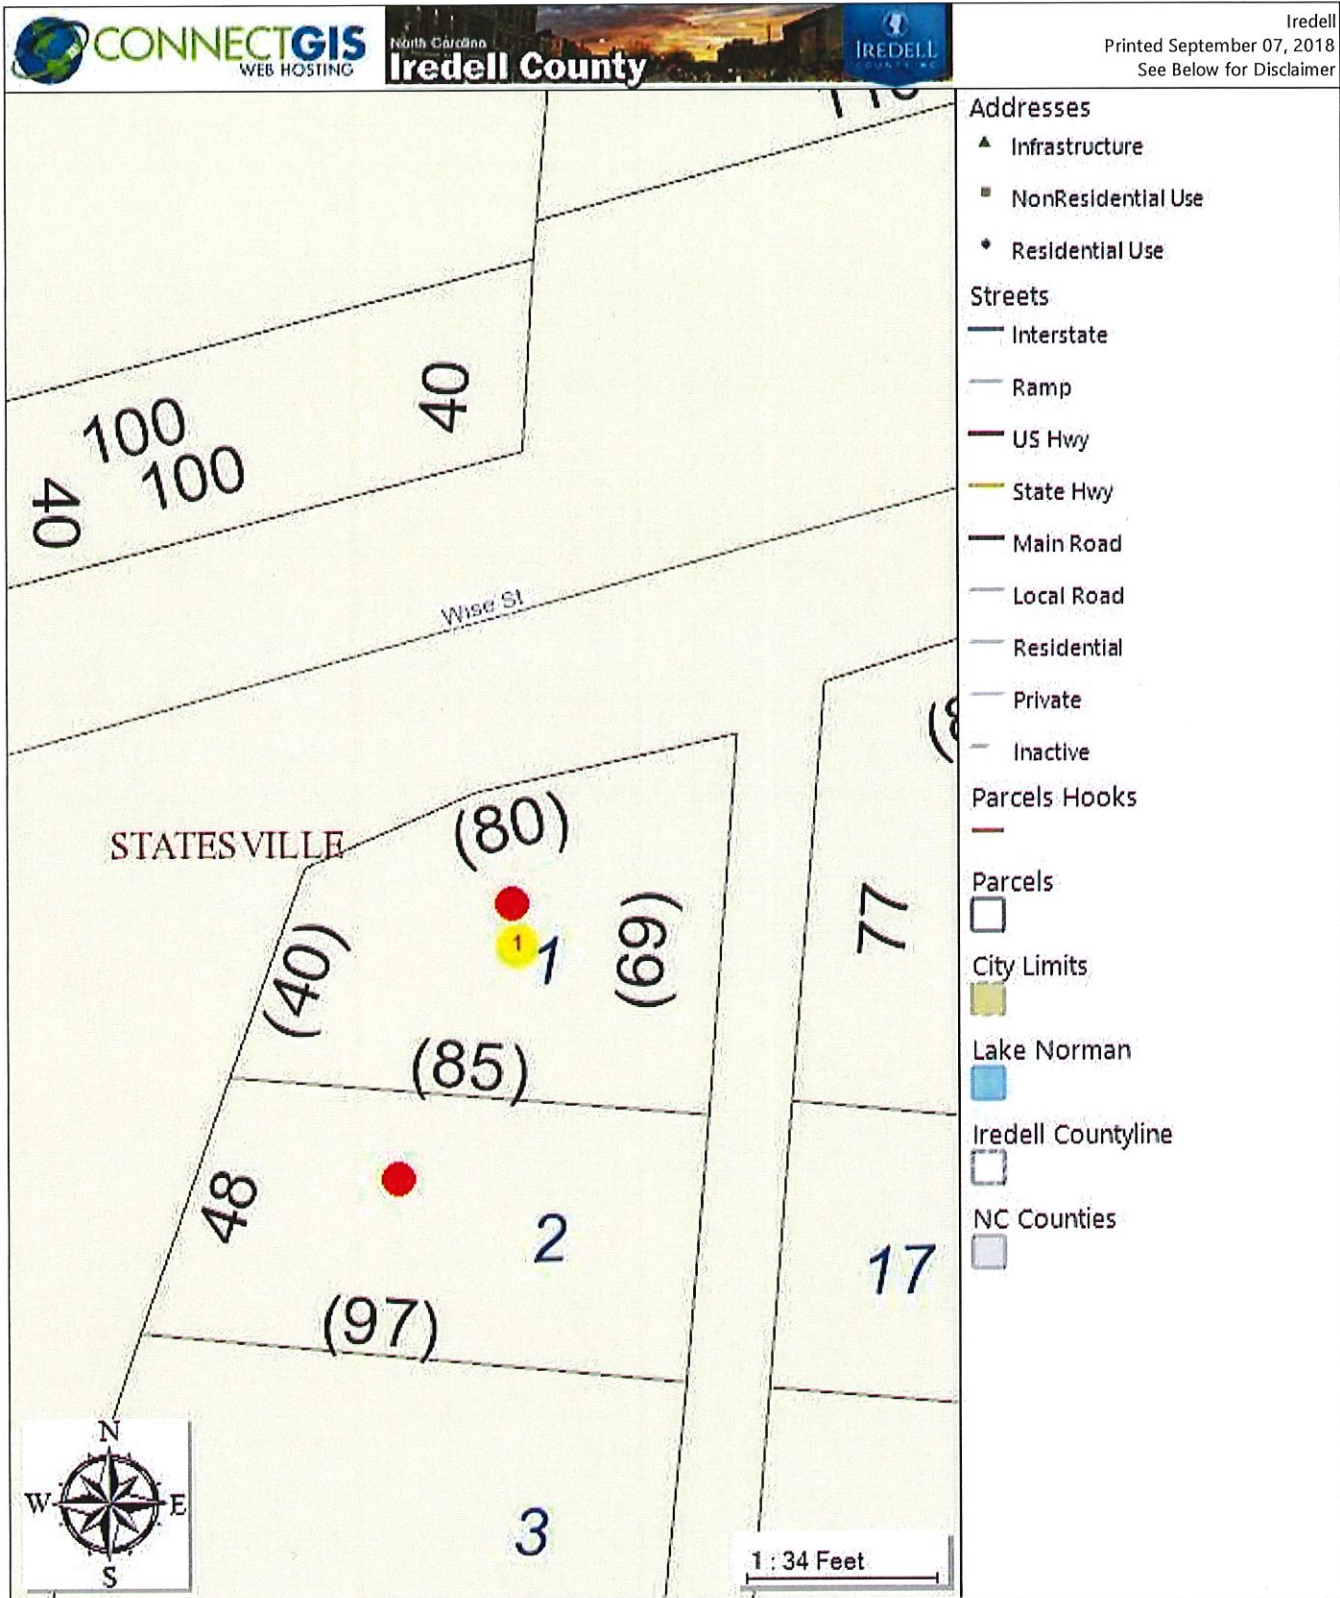 CONNECTGIS
WEB HOSTING
North Carolina
Iredell County
IREDELL
Iredell
Printed September 07, 2018
See Below for Disclaimer
Addresses
Infrastructure
NonResidential Use
Residential Use
Streets
Interstate
Ramp
US Hwy
State Hwy
Main Road
Local Road
Residential
Private
Inactive
Parcels Hooks
Parcels
City Limits
Lake Norman
Iredell Countyline
NC Counties
40
100
100
40
Wise St
STATESVILLE
(80)
1
1
(40)
(69)
77
(85)
48
2
17
(97)
3
N
W
E
S
1 : 34 Feet